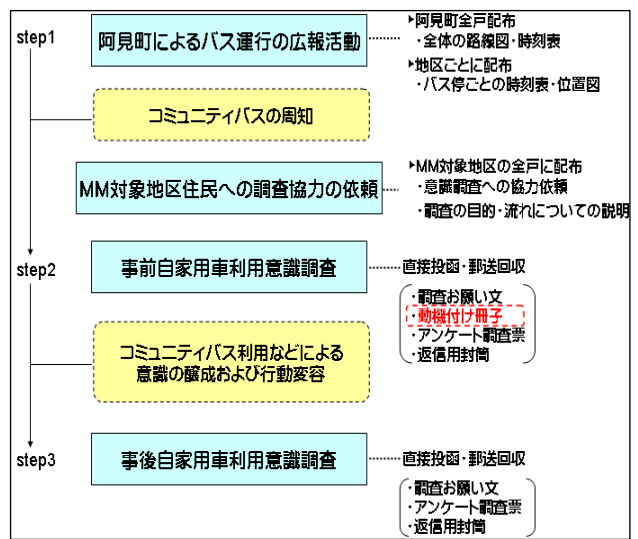 step1
阿見町によるバス運行の広報活動
▶阿見町全戸配布
・全体の路線図・時刻表
▶地区ごとに配布
・バス停ごとの時刻表・位置図
コミュニティバスの周知
MM対象地区住民への調査協力の依頼
▶MM対象地区の全戸に配布
・意識調査への協力依頼
・調査の目的・流れについての説明
step2
事前自家用車利用意識調査
直接投函・郵送回収
・調査お願い文
・動機付け冊子
・アンケート調査票
・返信用封筒
コミュニティバス利用などによる
意識の醸成および行動変容
step3
事後自家用車利用意識調査
直接投函・郵送回収
・調査お願い文
・アンケート調査票
・返信用封筒